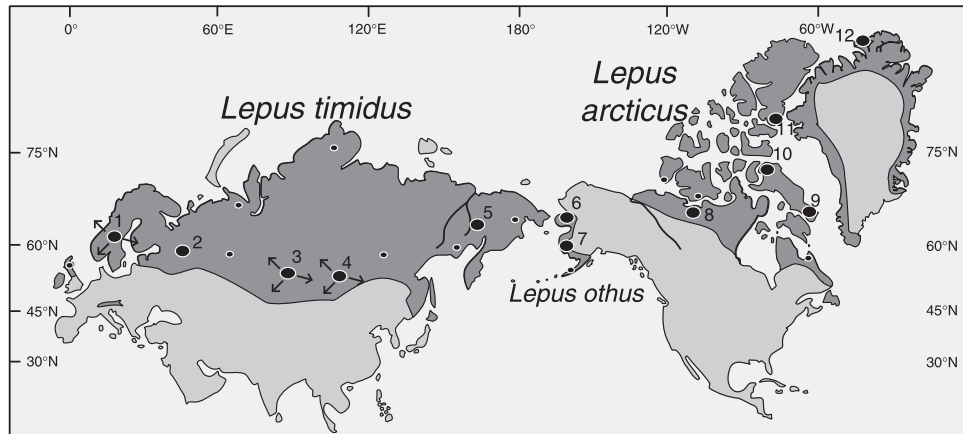 0° 60°E 120°E 180° 120°W 60°W
12
Lepus
arcticus
Lepus timidus
11
75°N 75°N
10
1 2 3 4 5 6 7 8 9
60°N 60°N
Lepus othus
45°N 45°N
30°N 30°N